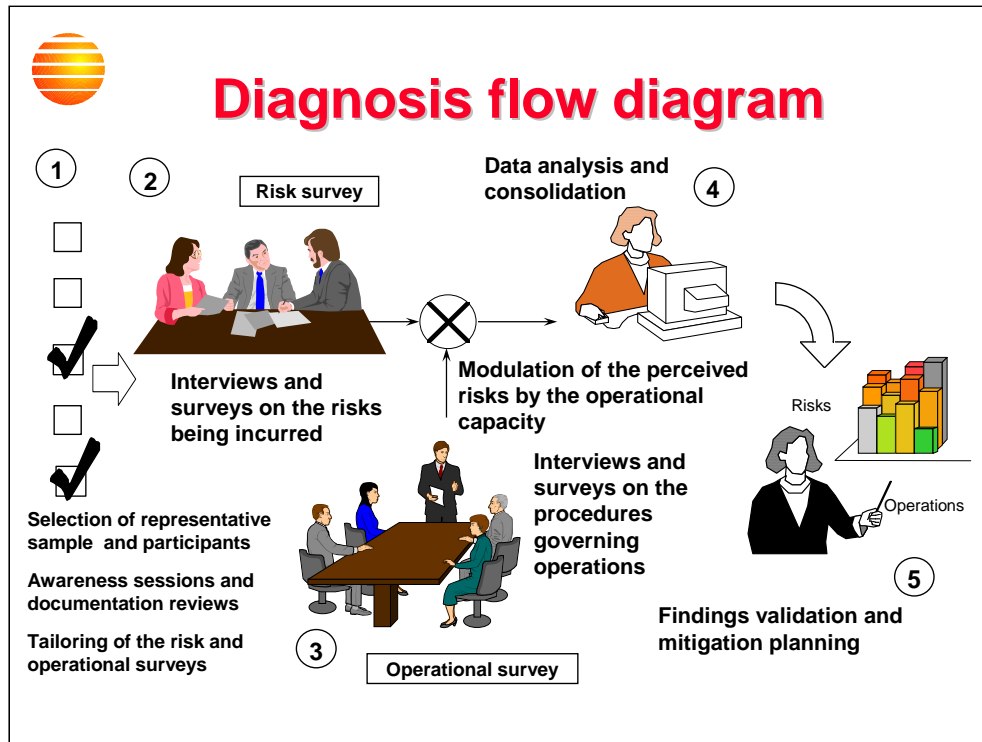 Diagnosis flow diagram
1
2
Risk survey
Data analysis and
consolidation
4
Interviews and
surveys on the risks
being incurred
Modulation of the perceived
risks by the operational
capacity
Risks
Operations
Selection of representative
sample and participants
Awareness sessions and
documentation reviews
Tailoring of the risk and
operational surveys
3
Operational survey
Interviews and
surveys on the
procedures
governing
operations
5
Findings validation and
mitigation planning